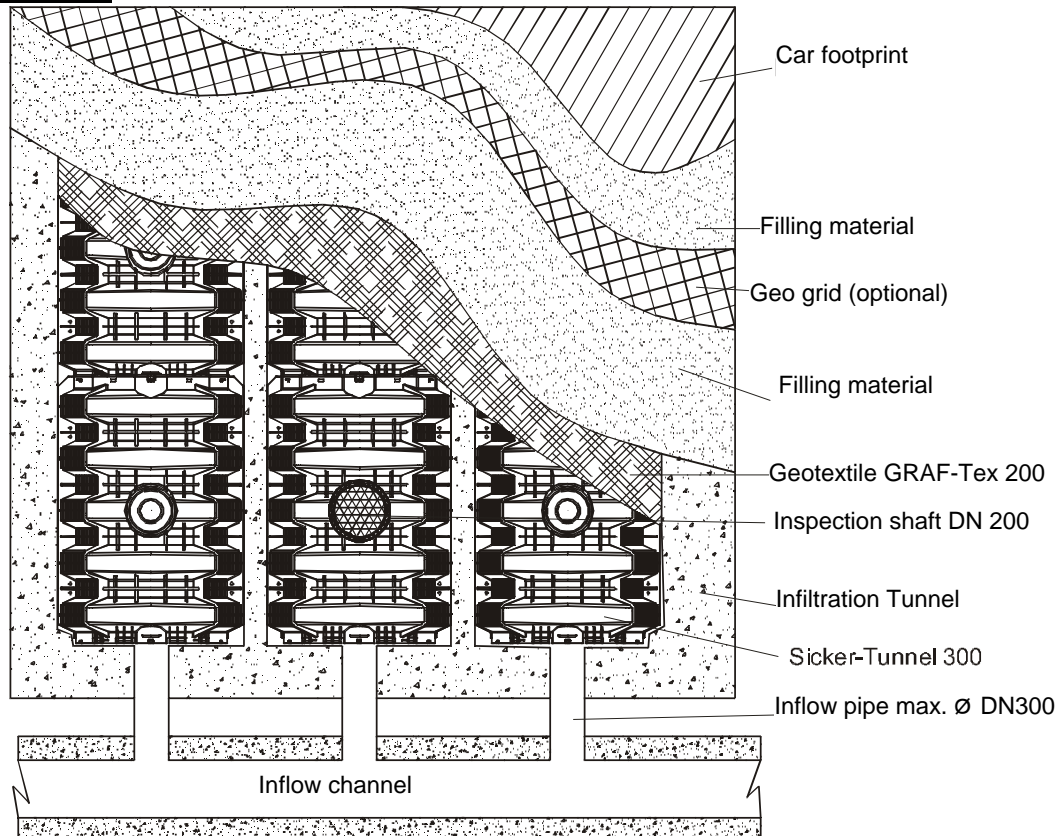 Car footprint
Filling material
Geo grid (optional)
Filling material
Geotextile GRAF-Tex 200
Inspection shaft DN 200
Infiltration Tunnel
Sicker-Tunnel 300
Inflow pipe max. Ø DN300
Inflow channel